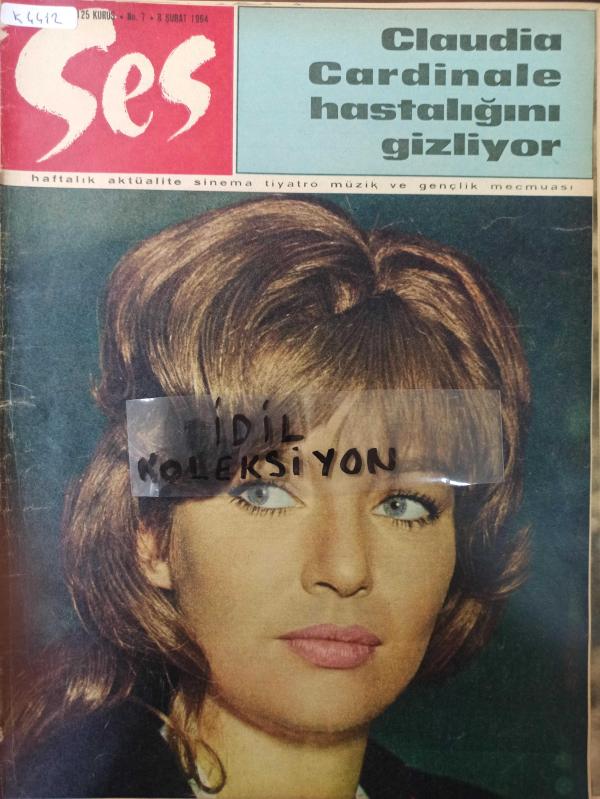 K4412
125 KURUŞ • No. 7 • 8 ŞUBAT 1964
Ses
Claudia
Cardinale
hastalığını
gizliyor
haftalık aktüalite sinema tiyatro müzik ve gençlik mecmuası
İDİL
KOLEKSİYON